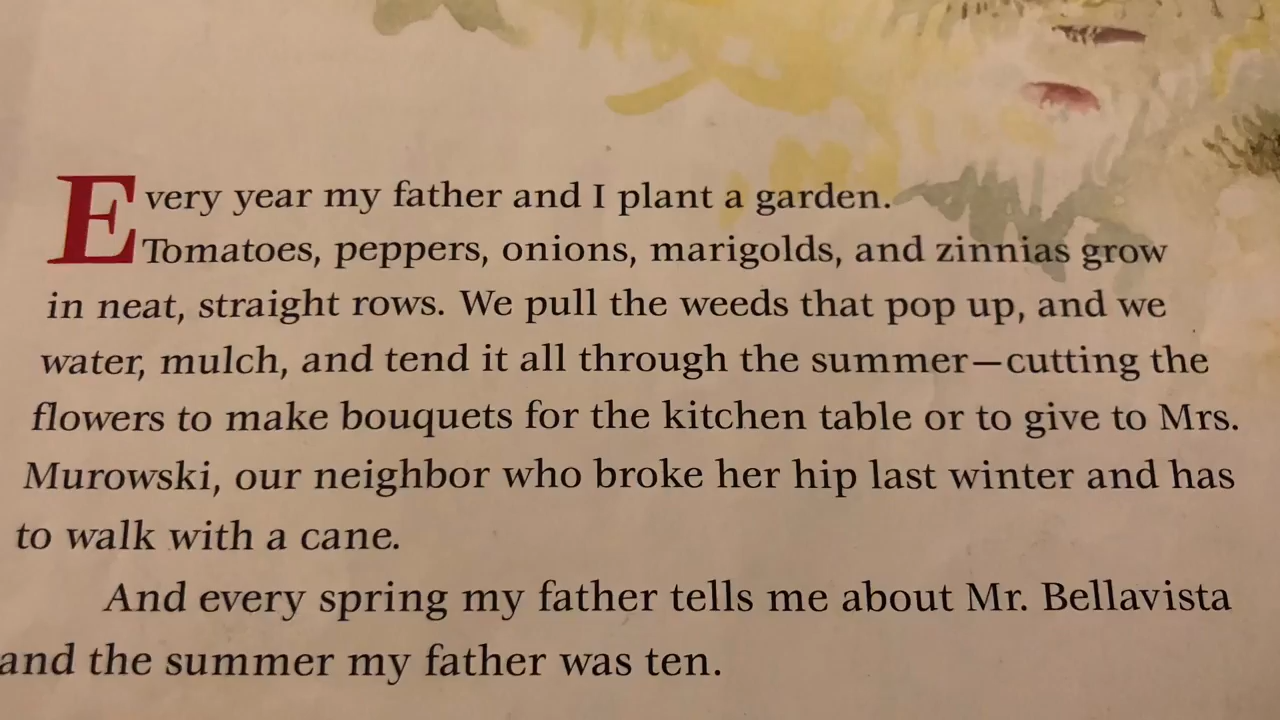 Every year my father and I plant a garden.
Tomatoes, peppers, onions, marigolds, and zinnias grow
in neat, straight rows. We pull the weeds that pop up, and we
water, mulch, and tend it all through the summer—cutting the
flowers to make bouquets for the kitchen table or to give to Mrs.
Murowski, our neighbor who broke her hip last winter and has
to walk with a cane.
And every spring my father tells me about Mr. Bellavista
and the summer my father was ten.